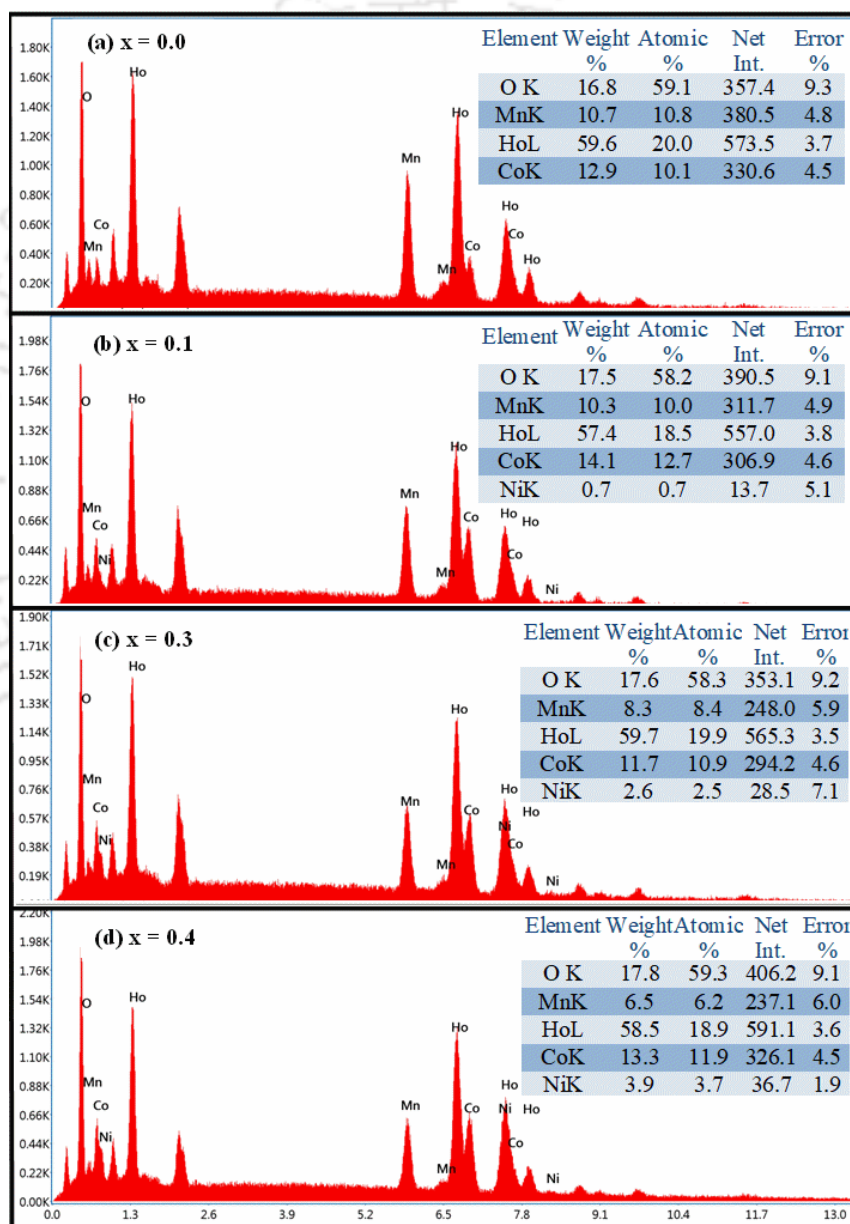 (a) x = 0.0
Element Weight Atomic Net Error
% % Int. %
O K 16.8 59.1 357.4 9.3
MnK 10.7 10.8 380.5 4.8
HoL 59.6 20.0 573.5 3.7
CoK 12.9 10.1 330.6 4.5
1.80K
1.60K
1.40K
1.20K
1.00K
0.80K
0.60K
0.40K
0.20K
O
Mn
Co
Ho
Mn
Mn
Ho
Co
Ho
Co
Ho
(b) x = 0.1
Element Weight Atomic Net Error
% % Int. %
O K 17.5 58.2 390.5 9.1
MnK 10.3 10.0 311.7 4.9
HoL 57.4 18.5 557.0 3.8
CoK 14.1 12.7 306.9 4.6
NiK 0.7 0.7 13.7 5.1
1.98K
1.76K
1.54K
1.32K
1.10K
0.88K
0.66K
0.44K
0.22K
O
Mn
Co
Ni
Ho
Mn
Mn
Ho
Co
Ho
Co
Ho
Ni
(c) x = 0.3
Element Weight Atomic Net Error
% % Int. %
O K 17.6 58.3 353.1 9.2
MnK 8.3 8.4 248.0 5.9
HoL 59.7 19.9 565.3 3.5
CoK 11.7 10.9 294.2 4.6
NiK 2.6 2.5 28.5 7.1
1.90K
1.71K
1.52K
1.33K
1.14K
0.95K
0.76K
0.57K
0.38K
0.19K
O
Mn
Co
Ni
Ho
Mn
Mn
Ho
Co
Ho
Ni
Co
Ho
Ni
(d) x = 0.4
Element Weight Atomic Net Error
% % Int. %
O K 17.8 59.3 406.2 9.1
MnK 6.5 6.2 237.1 6.0
HoL 58.5 18.9 591.1 3.6
CoK 13.3 11.9 326.1 4.5
NiK 3.9 3.7 36.7 1.9
2.20K
1.98K
1.76K
1.54K
1.32K
1.10K
0.88K
0.66K
0.44K
0.22K
0.00K
O
Mn
Co
Ni
Ho
Mn
Mn
Ho
Co
Ho
Ni
Co
Ho
Ni
0.0 1.3 2.6 3.9 5.2 6.5 7.8 9.1 10.4 11.7 13.0